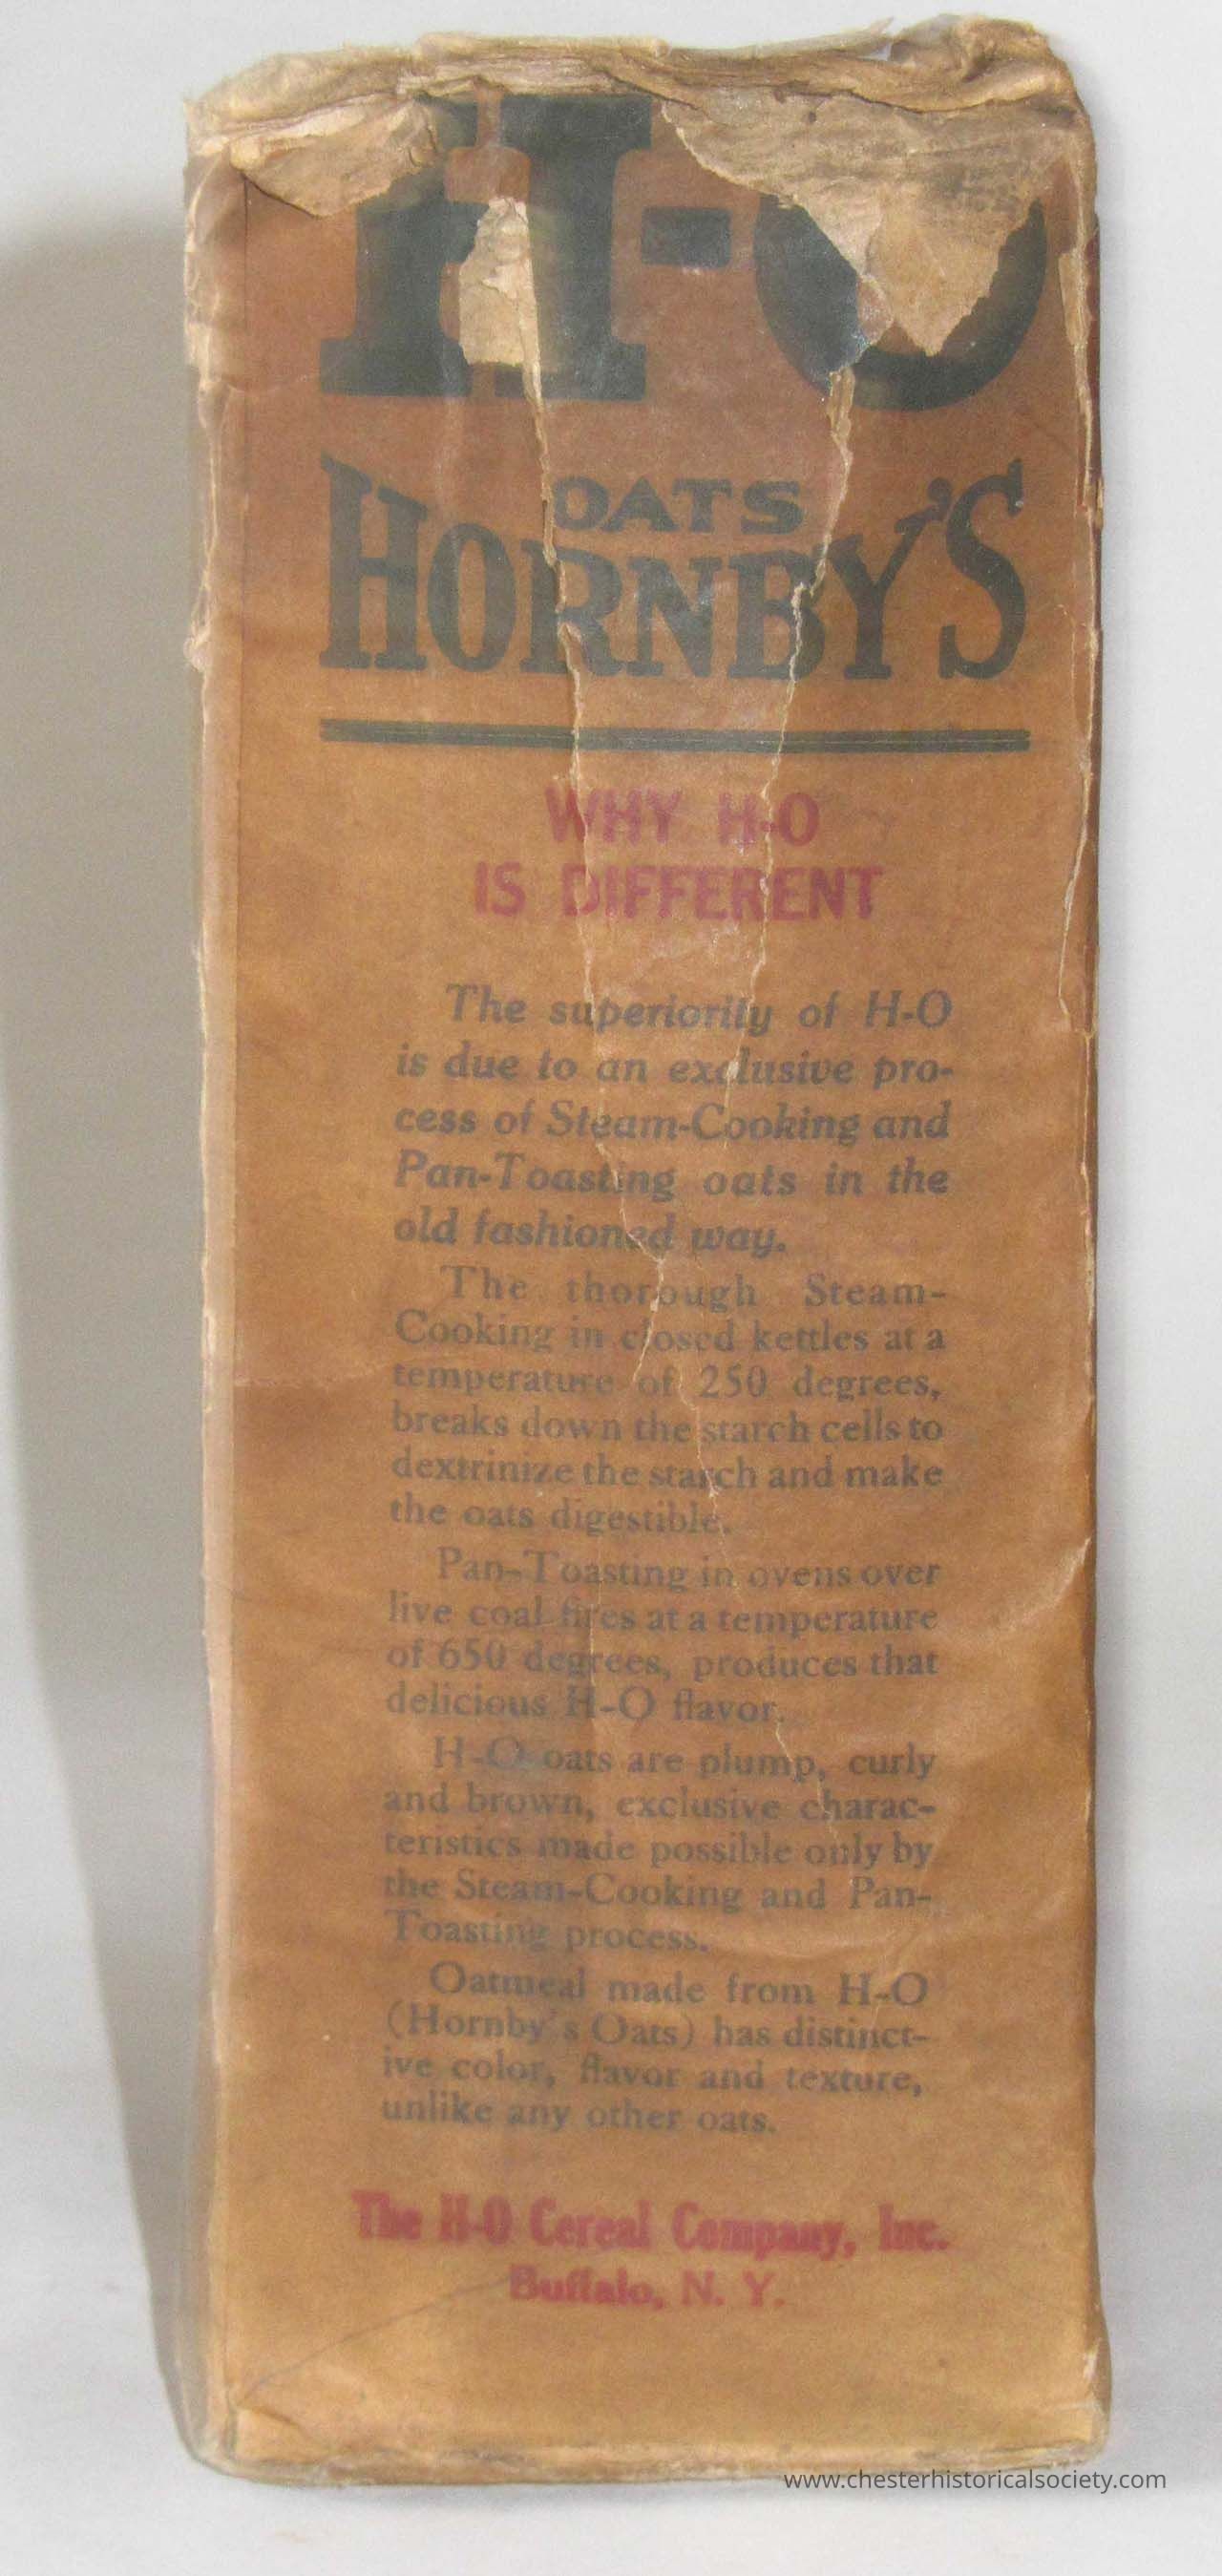 H-O
OATS
HORNBY'S
WHY H-O
IS DIFFERENT
The superiority of H-O
is due to an exclusive pro-
cess of Steam-Cooking and
Pan-Toasting oats in the
old fashioned way.
The thorough Steam-
Cooking in closed kettles at a
temperature of 250 degrees,
breaks down the starch cells to
dextrinize the starch and make
the oats digestible.
Pan-Toasting in ovens over
live coal fires at a temperature
of 650 degrees, produces that
delicious H-O flavor.
H-O oats are plump, curly
and brown, exclusive charac-
teristics made possible only by
the Steam-Cooking and Pan-
Toasting process.
Oatmeal made from H-O
(Hornby's Oats) has distinct-
ive color, flavor and texture,
unlike any other oats.
The H-O Cereal Company, Inc.
Buffalo, N. Y.
www.chesterhistoricalsociety.com